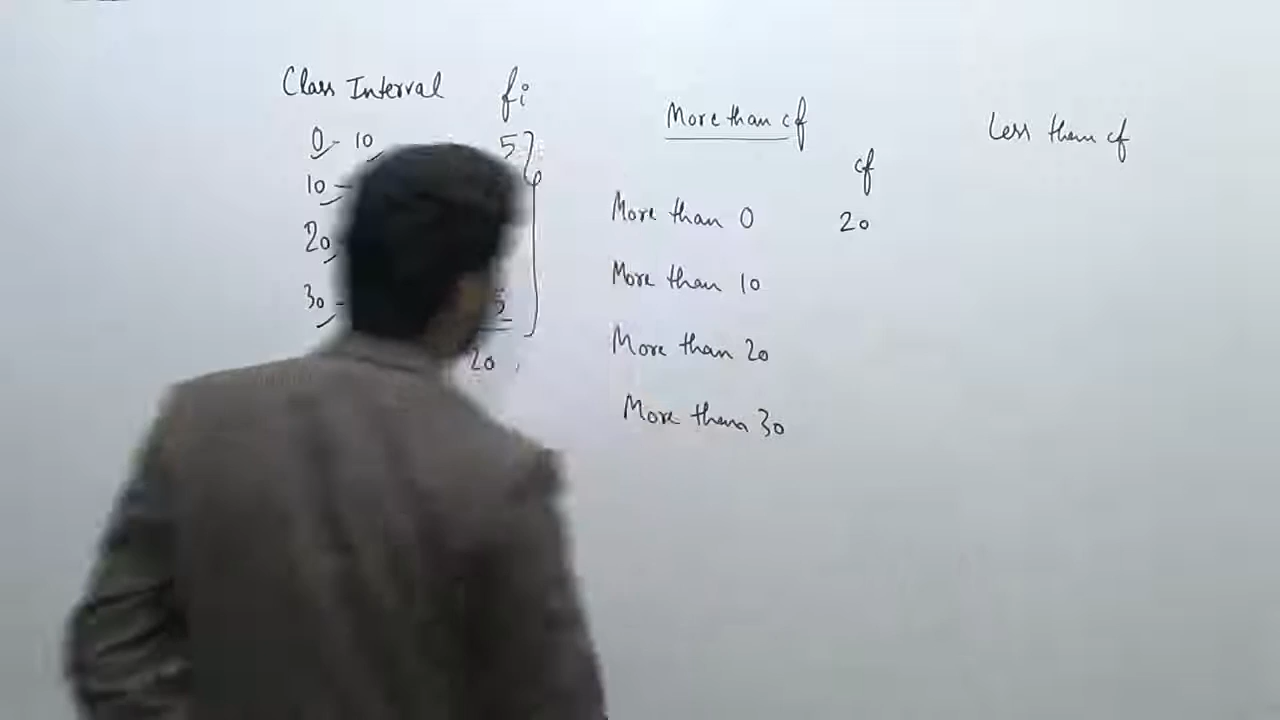 Class Interval fi
0 - 10 5
10 -
20
30 - 5
20
More than cf
cf
More than 0 20
More than 10
More than 20
More than 30
Less than cf